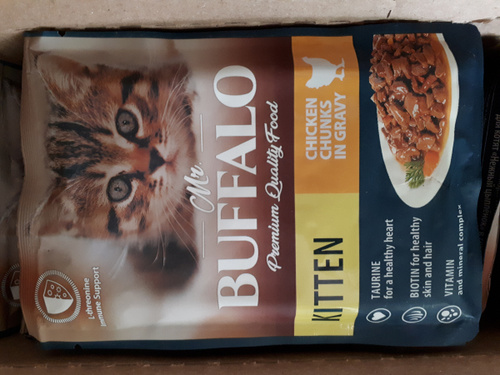 Mr.
BUFFALO
Premium Quality Food
CHICKEN
CHUNKS
IN GRAVY
KITTEN
L-threonine
Immune Support
TAURINE
for a healthy heart
BIOTIN for healthy
skin and hair
VITAMIN
and mineral complex